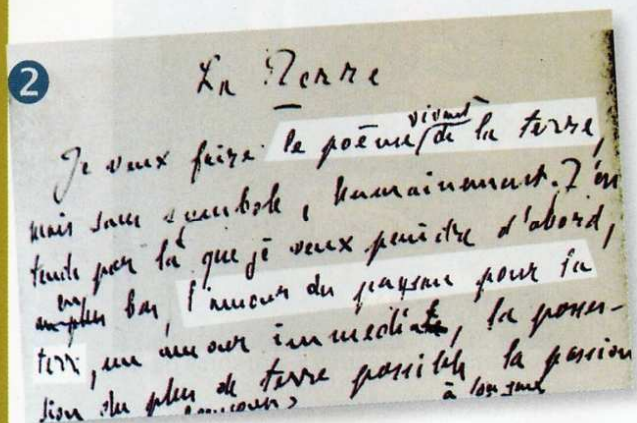 2
La Terre
vivant
Je veux faire le poème de la terre,
mais sans symbole, humainement. J'en
tends par là que je veux peindre d'abord,
en
bas, l'amour du paysan pour la
terre, un amour immédiat, la posses-
sion du plus de terre possible, la passion